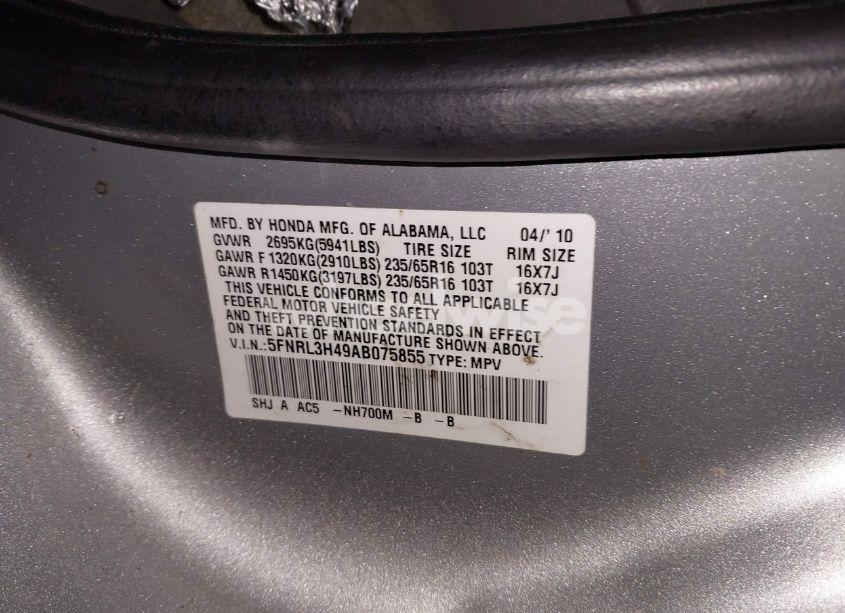 MFD. BY HONDA MFG. OF ALABAMA, LLC 04/' 10
GVWR 2695KG(5941LBS) TIRE SIZE RIM SIZE
GAWR F 1320KG(2910LBS) 235/65R16 103T 16X7J
GAWR R1450KG(3197LBS) 235/65R16 103T 16X7J
THIS VEHICLE CONFORMS TO ALL APPLICABLE
FEDERAL MOTOR VEHICLE SAFETY
AND THEFT PREVENTION STANDARDS IN EFFECT
ON THE DATE OF MANUFACTURE SHOWN ABOVE.
V.I.N.:5FNRL3H49AB075855 TYPE: MPV
SHJ A AC5 -NH700M -B -B